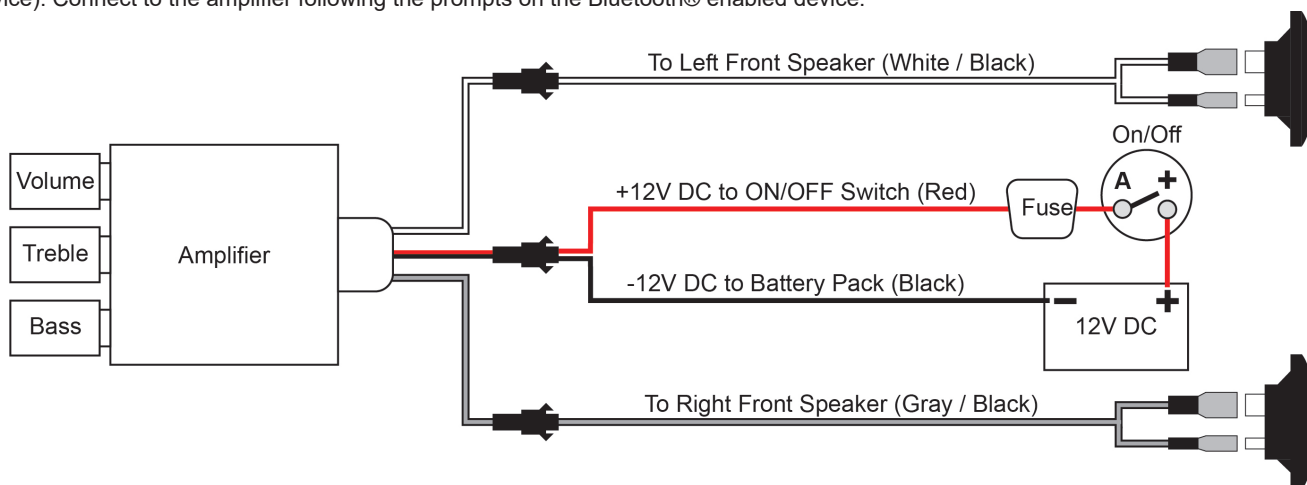 Connect to the amplifier following the prompts on the Bluetooth® enabled device.
To Left Front Speaker (White / Black)
On/Off
Volume
A +
+12V DC to ON/OFF Switch (Red)
Fuse
Treble
Amplifier
-12V DC to Battery Pack (Black)
− +
12V DC
Bass
To Right Front Speaker (Gray / Black)